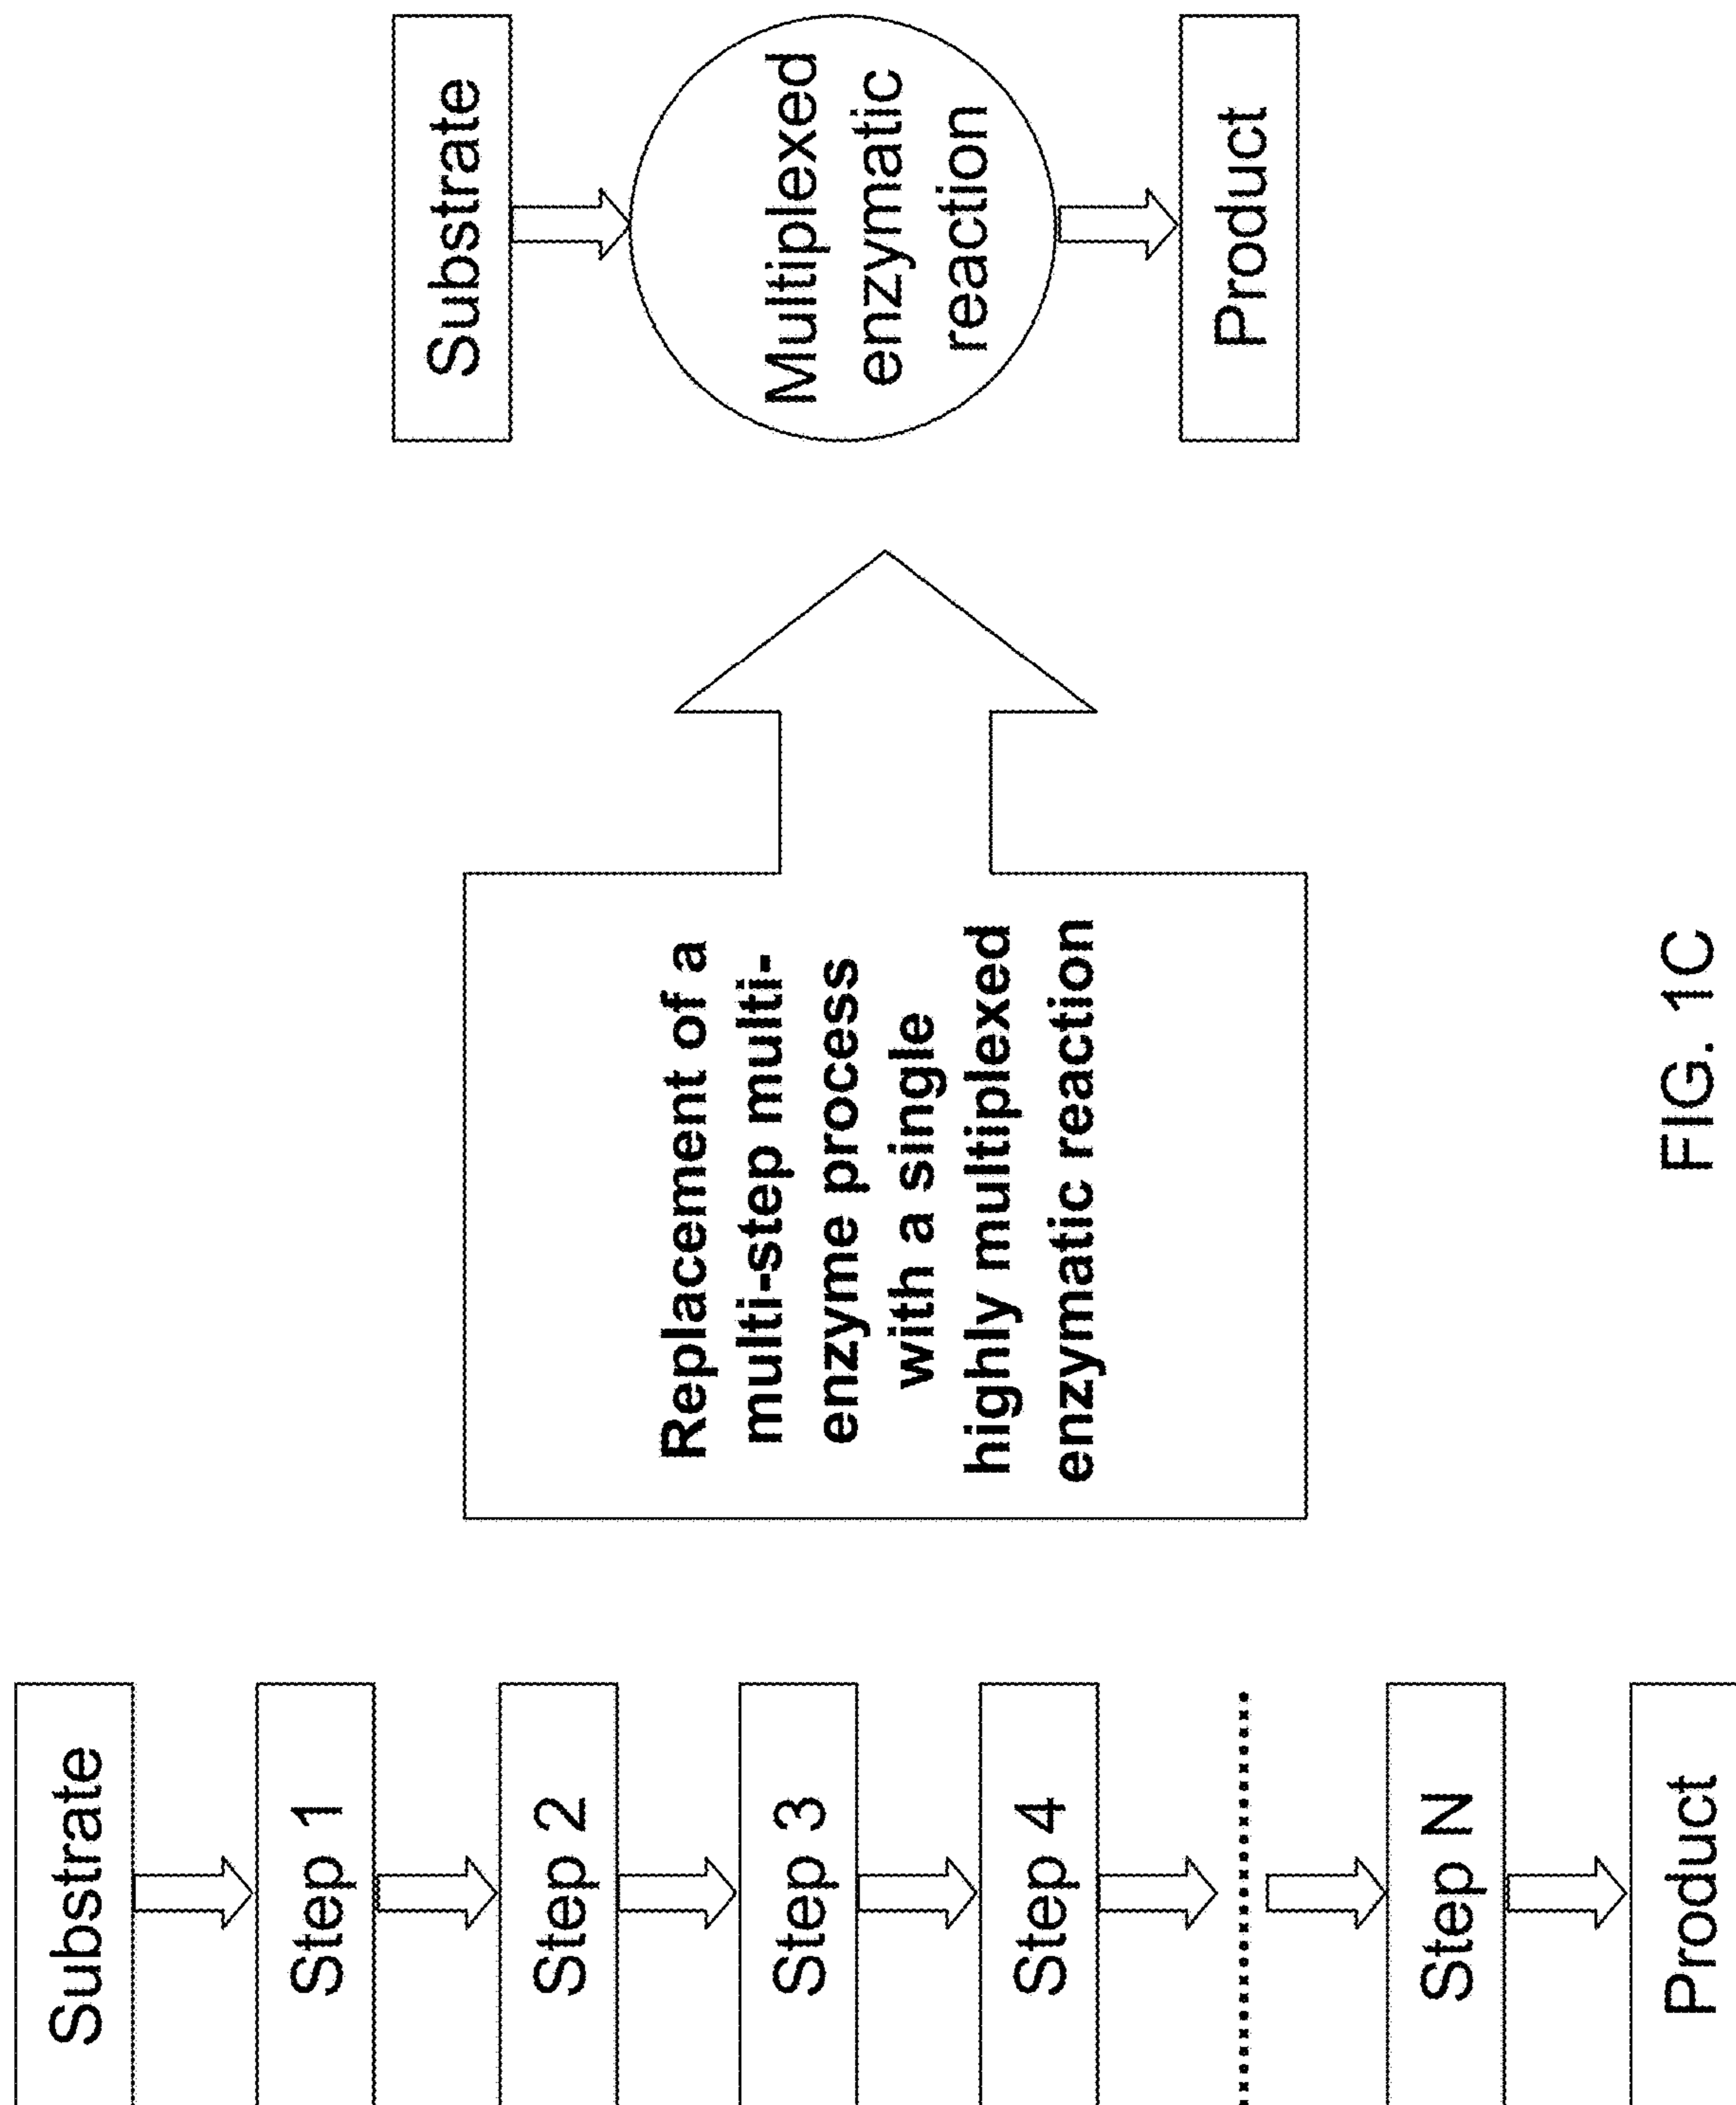 Substrate
Step 1
Step 2
Step 3
Step 4
Step N
Product
Replacement of a
multi-step multi-
enzyme process
with a single
highly multiplexed
enzymatic reaction
Substrate
Multiplexed
enzymatic
reaction
Product
FIG. 1C